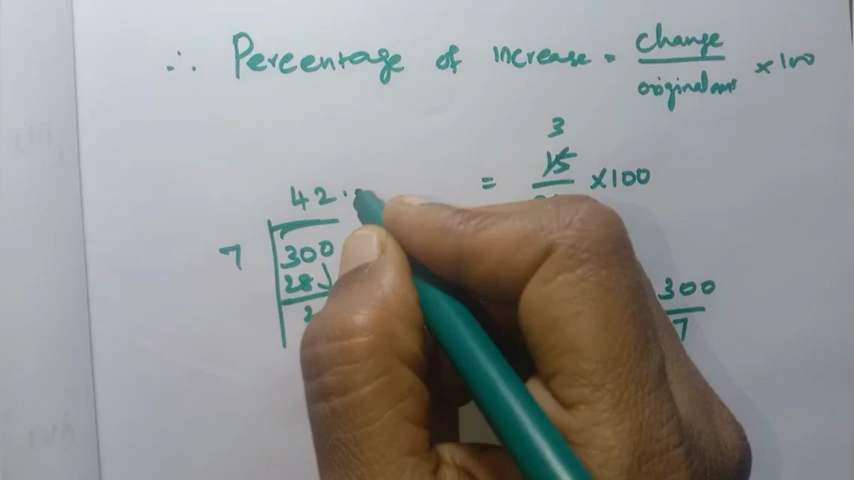 ∴ Percentage of increase = change / original amt × 100
3
= 15 × 100
42.
7 300
28
300 / 7